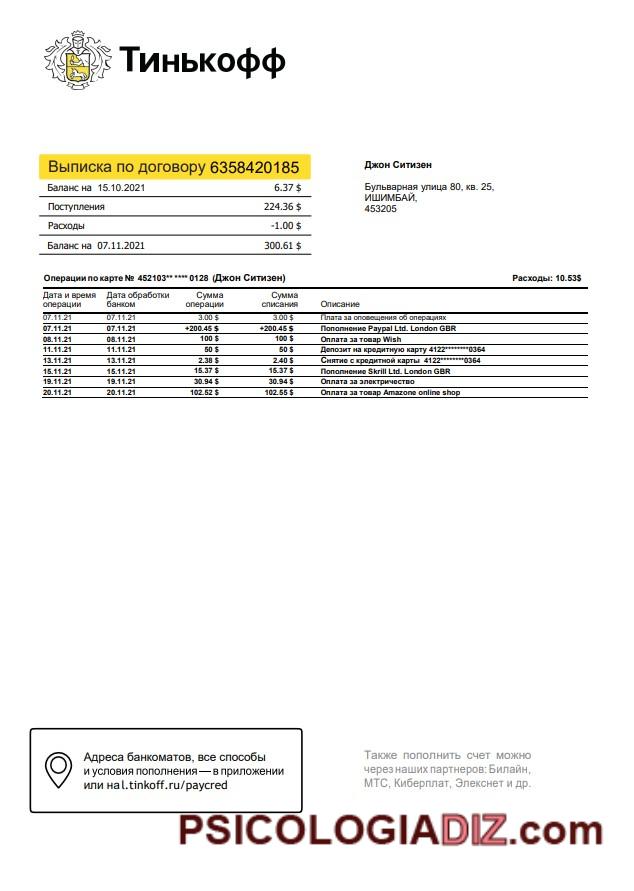 Тинькофф
Выписка по договору 6358420185
Баланс на 15.10.2021 6.37 $
Поступления 224.36 $
Расходы -1.00 $
Баланс на 07.11.2021 300.61 $
Джон Ситизен
Бульварная улица 80, кв. 25,
ИШИМБАЙ,
453205
Операции по карте № 452103** **** 0128 (Джон Ситизен) Расходы: 10.53$
Дата и время Дата обработки Сумма Сумма
операции банком операции списания Описание
07.11.21 07.11.21 3.00 $ 3.00 $ Плата за оповещения об операциях
07.11.21 07.11.21 +200.45 $ +200.45 $ Пополнение Paypal Ltd. London GBR
08.11.21 08.11.21 100 $ 100 $ Оплата за товар Wish
11.11.21 11.11.21 50 $ 50 $ Депозит на кредитную карту 4122********0364
13.11.21 13.11.21 2.38 $ 2.40 $ Снятие с кредитной карты 4122********0364
15.11.21 15.11.21 15.37 $ 15.37 $ Пополнение Skrill Ltd. London GBR
19.11.21 19.11.21 30.94 $ 30.94 $ Оплата за электричество
20.11.21 20.11.21 102.52 $ 102.55 $ Оплата за товар Amazone online shop
Адреса банкоматов, все способы
и условия пополнения — в приложении
или на l.tinkoff.ru/paycred
Также пополнить счет можно
через наших партнеров: Билайн,
МТС, Киберплат, Элекснет и др.
PSICOLOGIADIZ.com